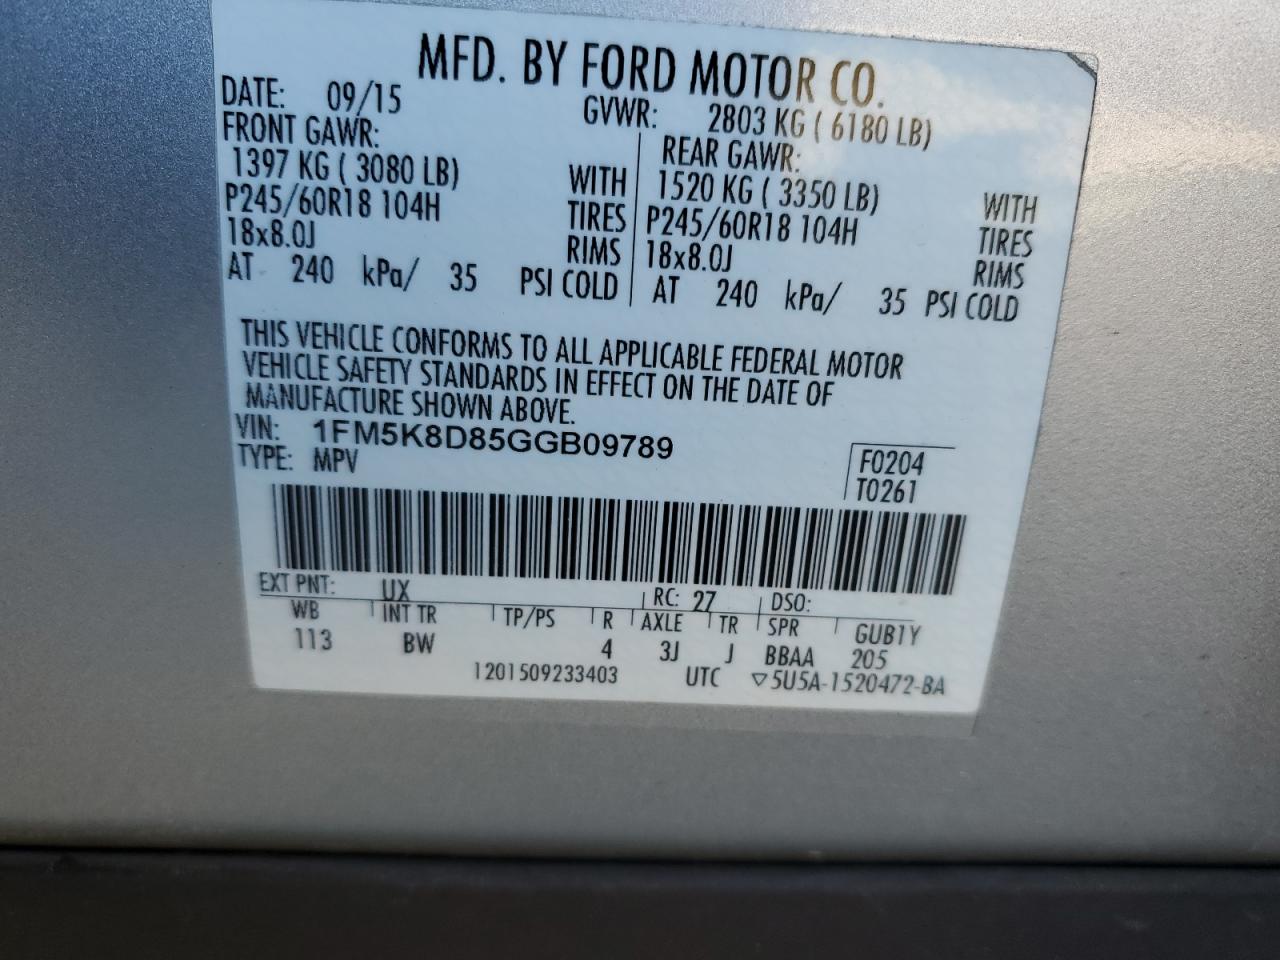 MFD. BY FORD MOTOR CO.
DATE: 09/15 GVWR: 2803 KG ( 6180 LB)
FRONT GAWR: REAR GAWR:
1397 KG ( 3080 LB) WITH 1520 KG ( 3350 LB) WITH
P245/60R18 104H TIRES P245/60R18 104H TIRES
18x8.0J RIMS 18x8.0J RIMS
AT 240 kPa/ 35 PSI COLD AT 240 kPa/ 35 PSI COLD
THIS VEHICLE CONFORMS TO ALL APPLICABLE FEDERAL MOTOR
VEHICLE SAFETY STANDARDS IN EFFECT ON THE DATE OF
MANUFACTURE SHOWN ABOVE.
VIN: 1FM5K8D85GGB09789
TYPE: MPV
F0204
T0261
EXT PNT: UX RC: 27 DSO:
WB INT TR TP/PS R AXLE TR SPR GUB1Y
113 BW 4 3J J BBAA 205
1201509233403 UTC ▽5U5A-1520472-BA